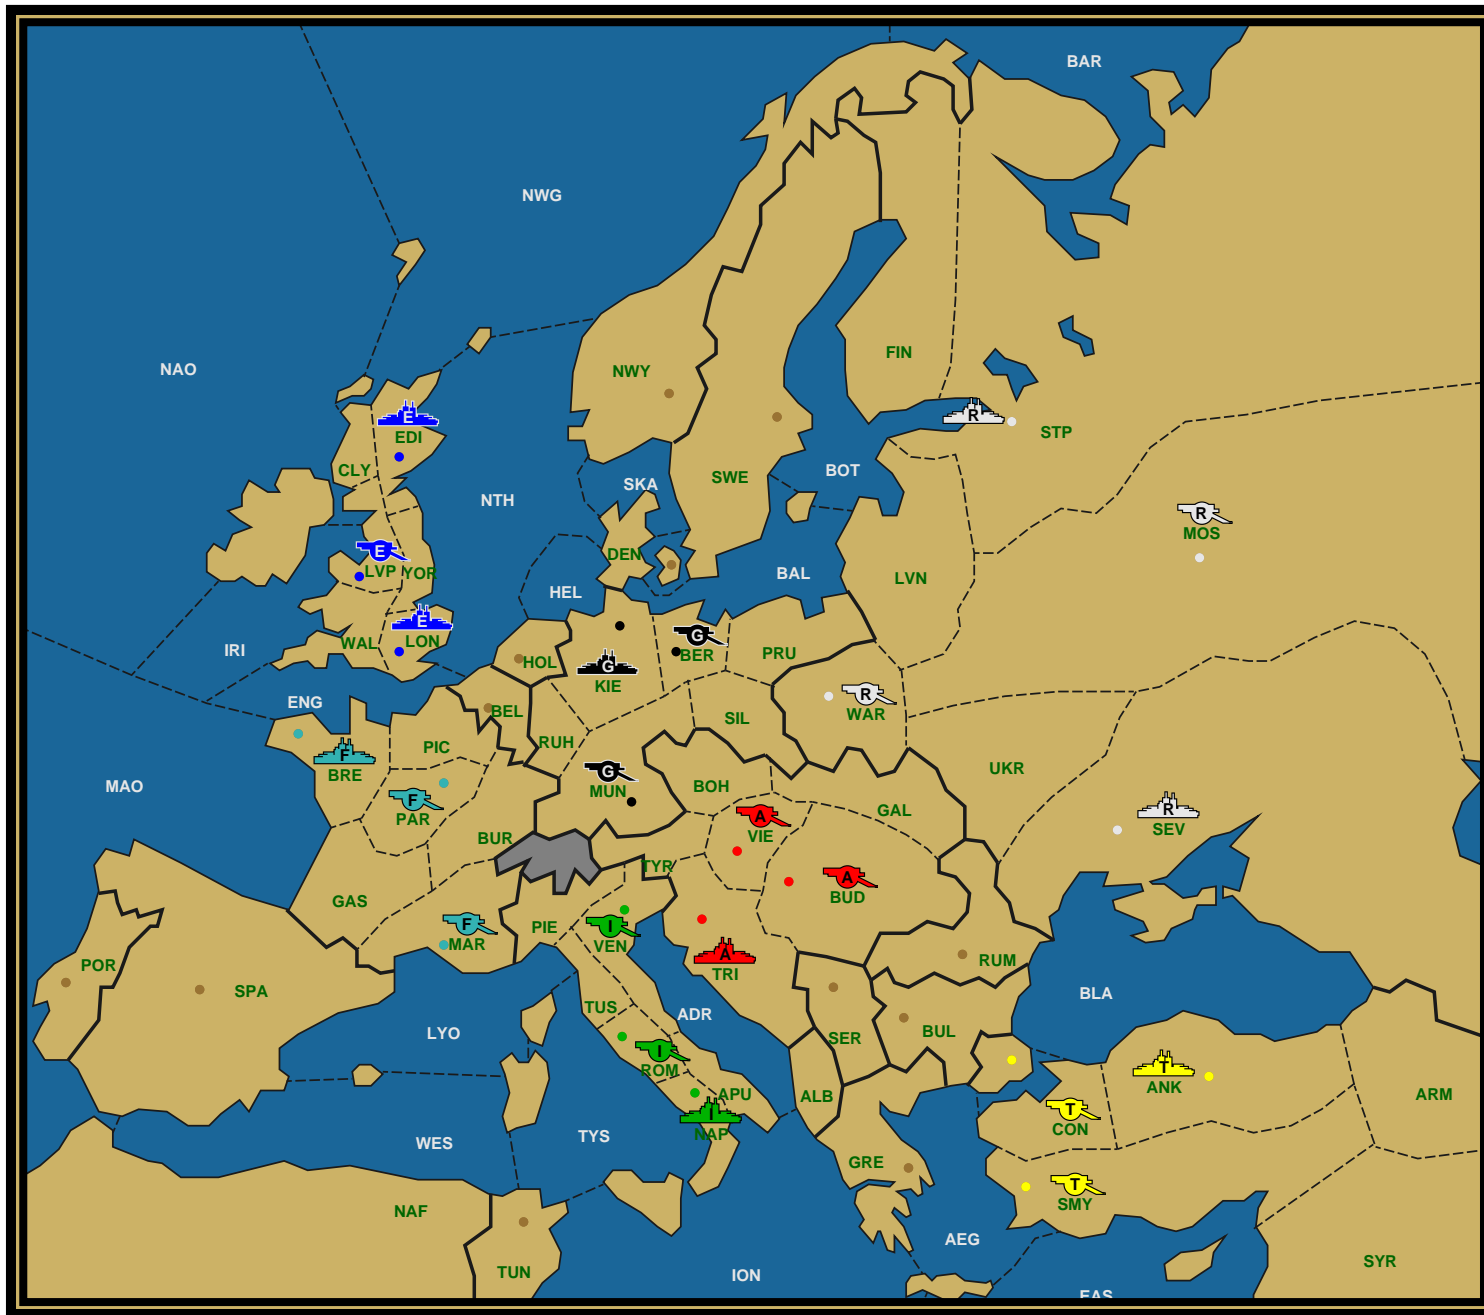 BAR
NWG
NAO
NWY
FIN
E
EDI
R
STP
CLY
SWE
BOT
SKA
NTH
R
MOS
E
LVP
YOR
DEN
BAL
LVN
HEL
E
LON
WAL
IRI
G
BER
PRU
HOL
G
KIE
ENG
BEL
SIL
R
WAR
RUH
PIC
F
BRE
G
MUN
BOH
UKR
MAO
F
PAR
A
VIE
GAL
R
SEV
BUR
TYR
A
BUD
GAS
F
MAR
PIE
I
VEN
A
TRI
RUM
POR
SPA
BLA
TUS
ADR
LYO
SER
BUL
I
ROM
T
ANK
APU
ALB
ARM
I
NAP
T
CON
WES
TYS
GRE
T
SMY
NAF
AEG
TUN
ION
SYR
EAS